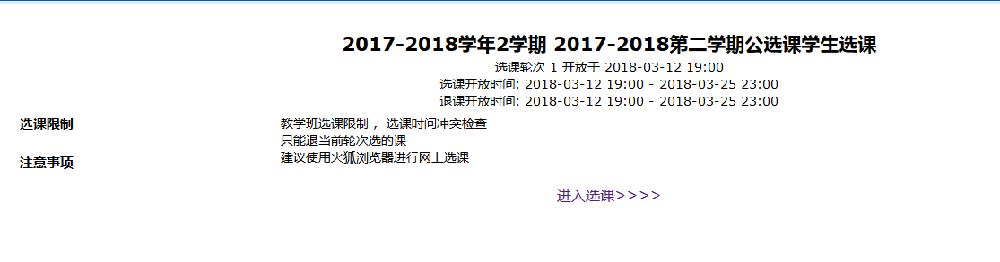 2017-2018学年2学期 2017-2018第二学期公选课学生选课
选课轮次 1 开放于 2018-03-12 19:00
选课开放时间: 2018-03-12 19:00 - 2018-03-25 23:00
退课开放时间: 2018-03-12 19:00 - 2018-03-25 23:00
选课限制
教学班选课限制 ，选课时间冲突检查
只能退当前轮次选的课
注意事项
建议使用火狐浏览器进行网上选课
进入选课>>>>